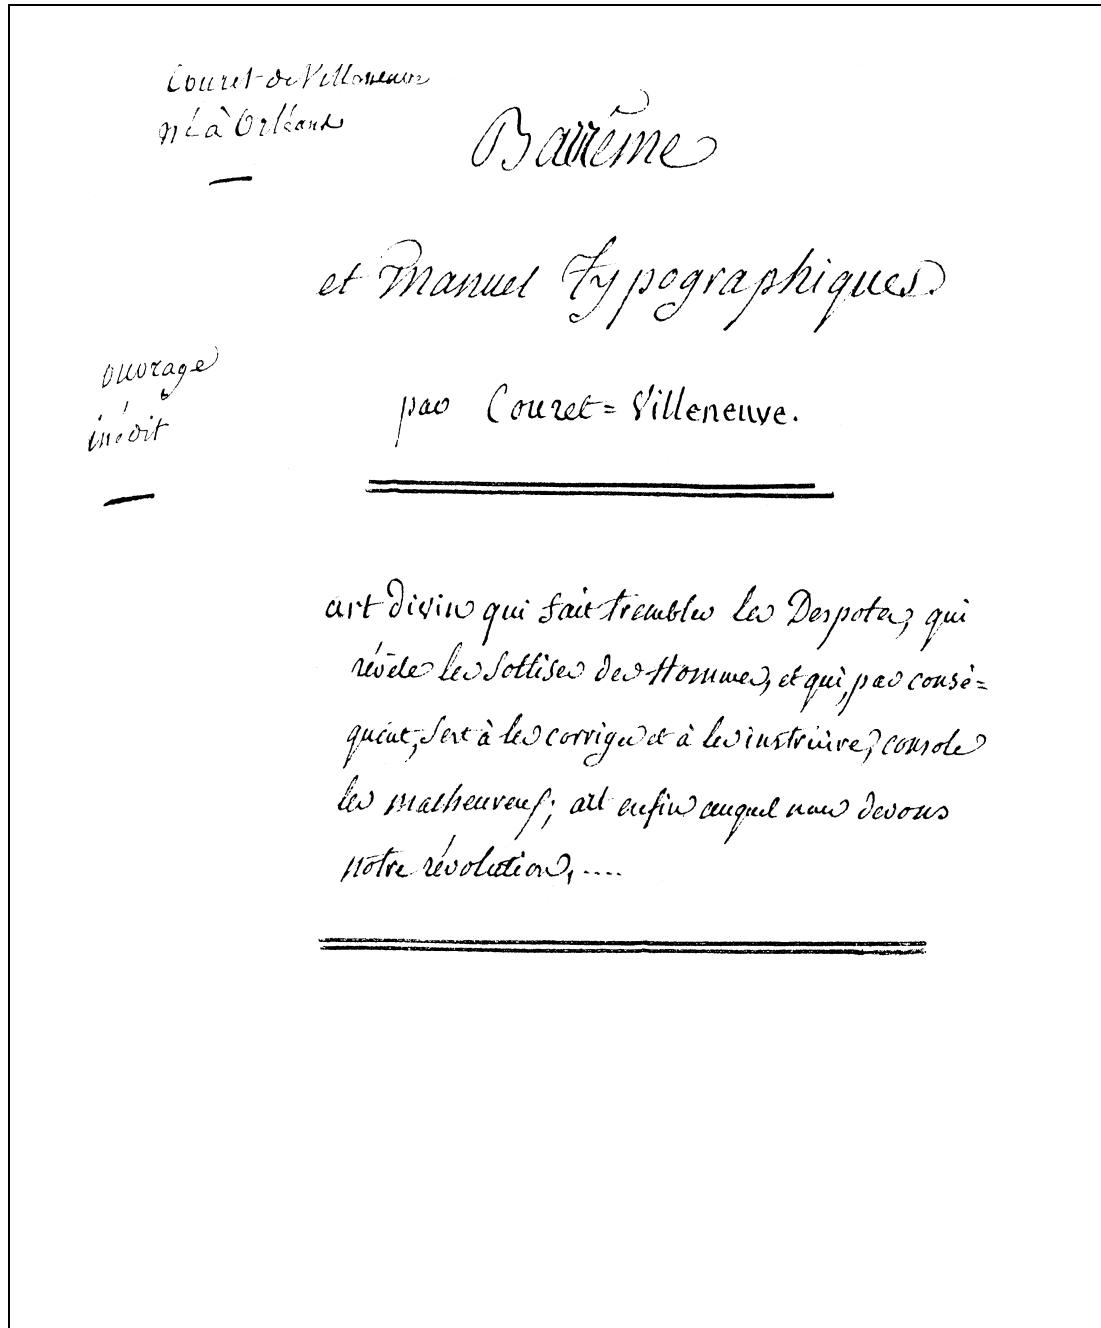 Couret de Villeneuve
né à Orléans
Barrême
et Manuel Typographiques
ouvrage
inédit
par Couret=Villeneuve.
art divin qui fait trembler les Despotes, qui
révèle les sottises des Hommes, et qui, par consé=
quent, sert à les corriger et à les instruire, console
les malheureux; art enfin auquel nous devons
notre révolution, ....